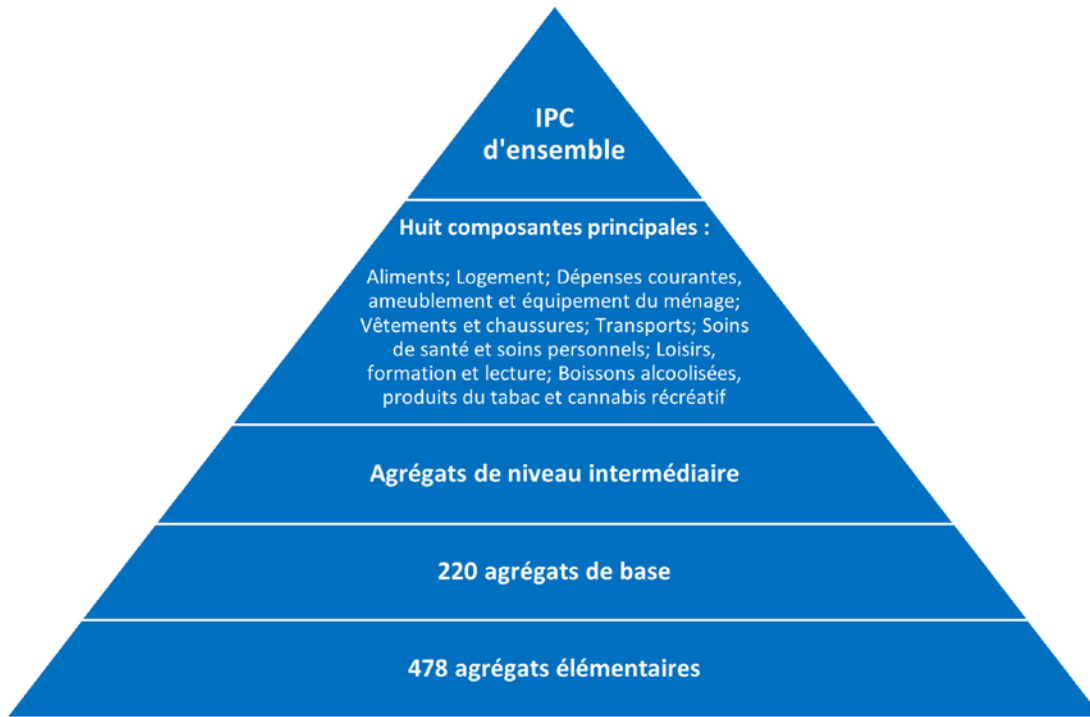 IPC
d'ensemble
Huit composantes principales :
Aliments; Logement; Dépenses courantes,
ameublement et équipement du ménage;
Vêtements et chaussures; Transports; Soins
de santé et soins personnels; Loisirs,
formation et lecture; Boissons alcoolisées,
produits du tabac et cannabis récréatif
Agrégats de niveau intermédiaire
220 agrégats de base
478 agrégats élémentaires